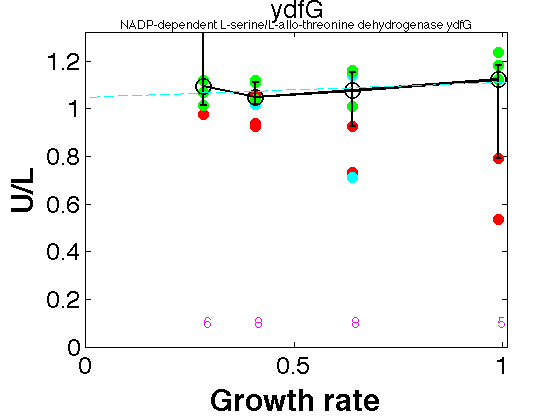 ydfG
NADP-dependent L-serine/L-allo-threonine dehydrogenase ydfG
1.2
1
0.8
0.6
0.4
0.2
0
U/L
6 8 8 5
0 0.5 1
Growth rate